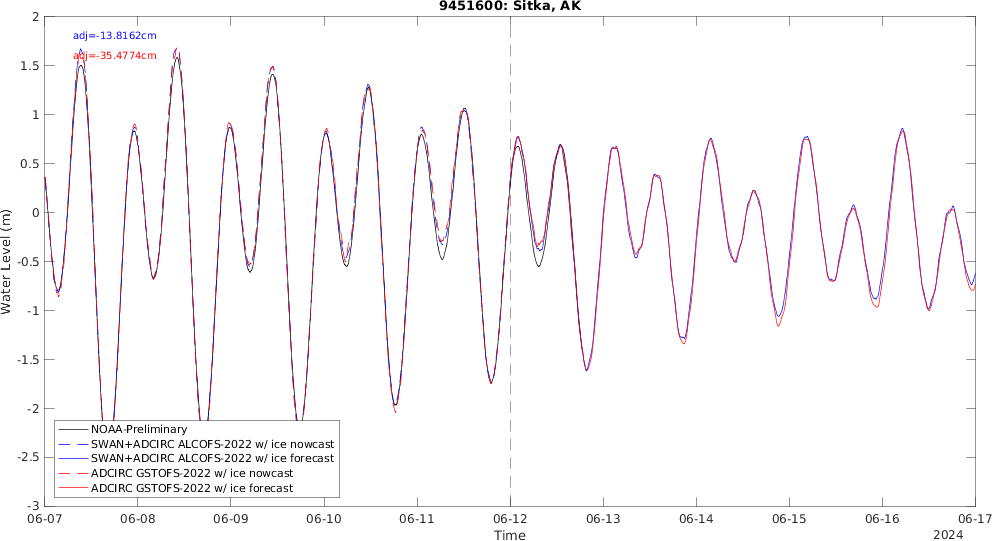 9451600: Sitka, AK
adj=-13.8162cm
adj=-35.4774cm
2
1.5
1
0.5
0
-0.5
-1
-1.5
-2
-2.5
-3
Water Level (m)
NOAA-Preliminary
SWAN+ADCIRC ALCOFS-2022 w/ ice nowcast
SWAN+ADCIRC ALCOFS-2022 w/ ice forecast
ADCIRC GSTOFS-2022 w/ ice nowcast
ADCIRC GSTOFS-2022 w/ ice forecast
06-07 06-08 06-09 06-10 06-11 06-12 06-13 06-14 06-15 06-16 06-17
Time
2024